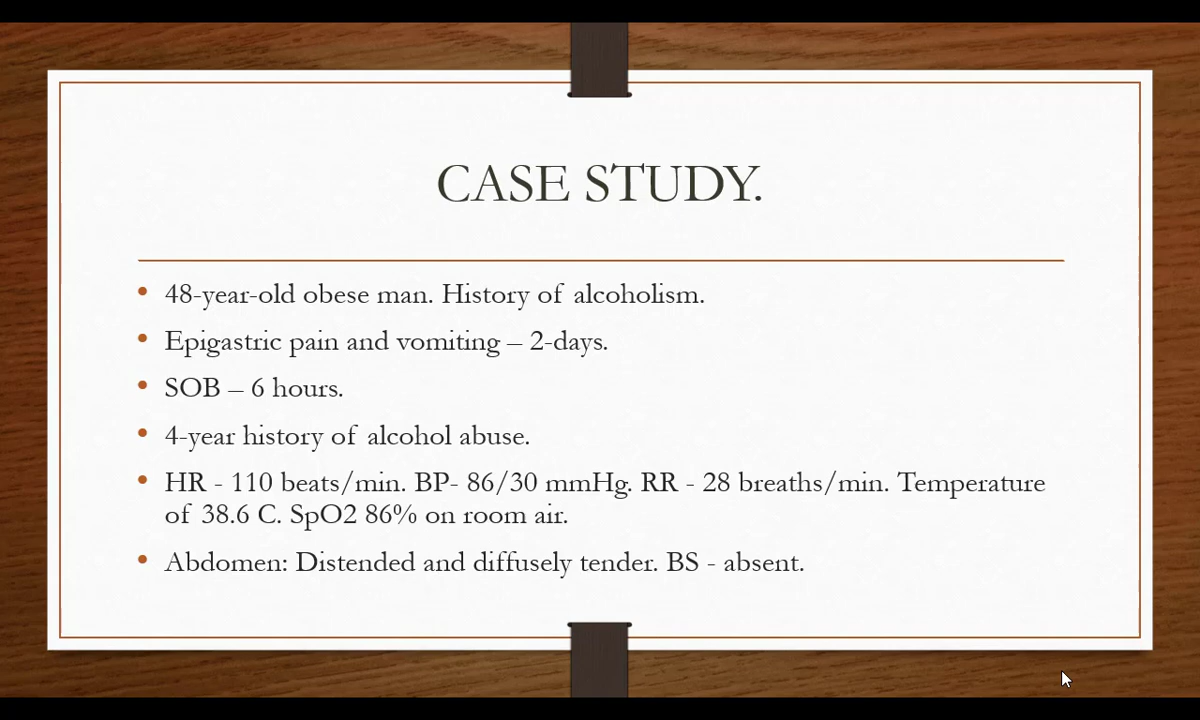 CASE STUDY.
• 48-year-old obese man. History of alcoholism.
• Epigastric pain and vomiting – 2-days.
• SOB – 6 hours.
• 4-year history of alcohol abuse.
• HR - 110 beats/min. BP- 86/30 mmHg. RR - 28 breaths/min. Temperature
of 38.6 C. SpO2 86% on room air.
• Abdomen: Distended and diffusely tender. BS - absent.